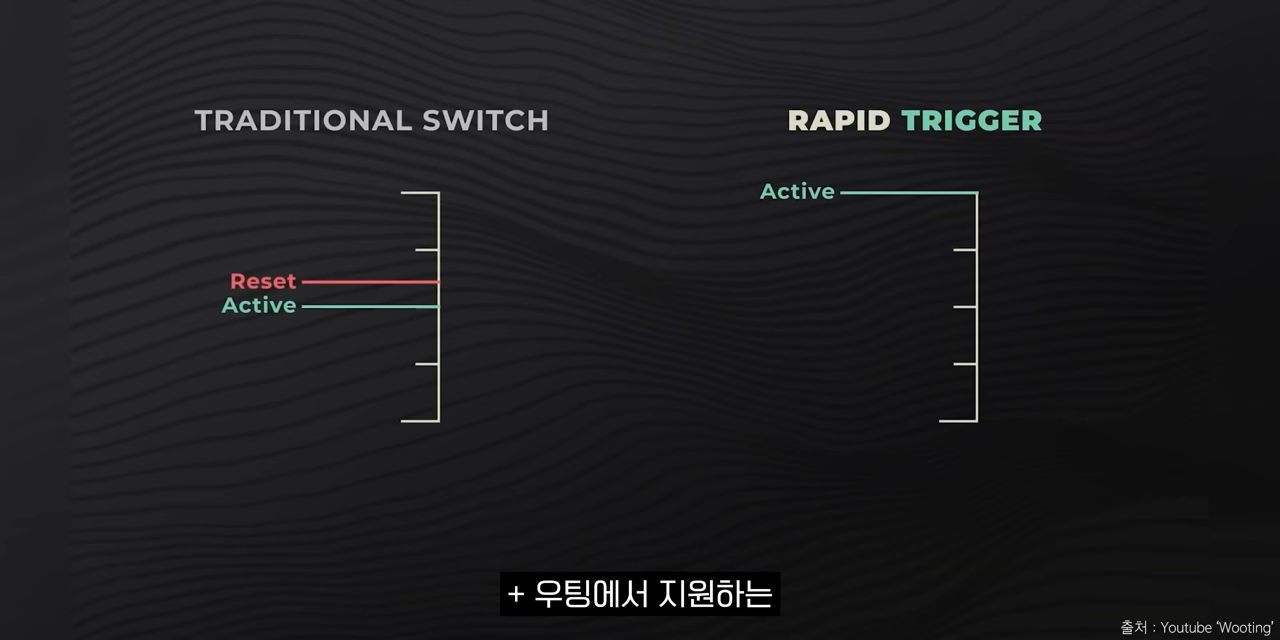 TRADITIONAL SWITCH
RAPID TRIGGER
Active
Reset
Active
+ 우팅에서 지원하는
출처 : Youtube 'Wooting'